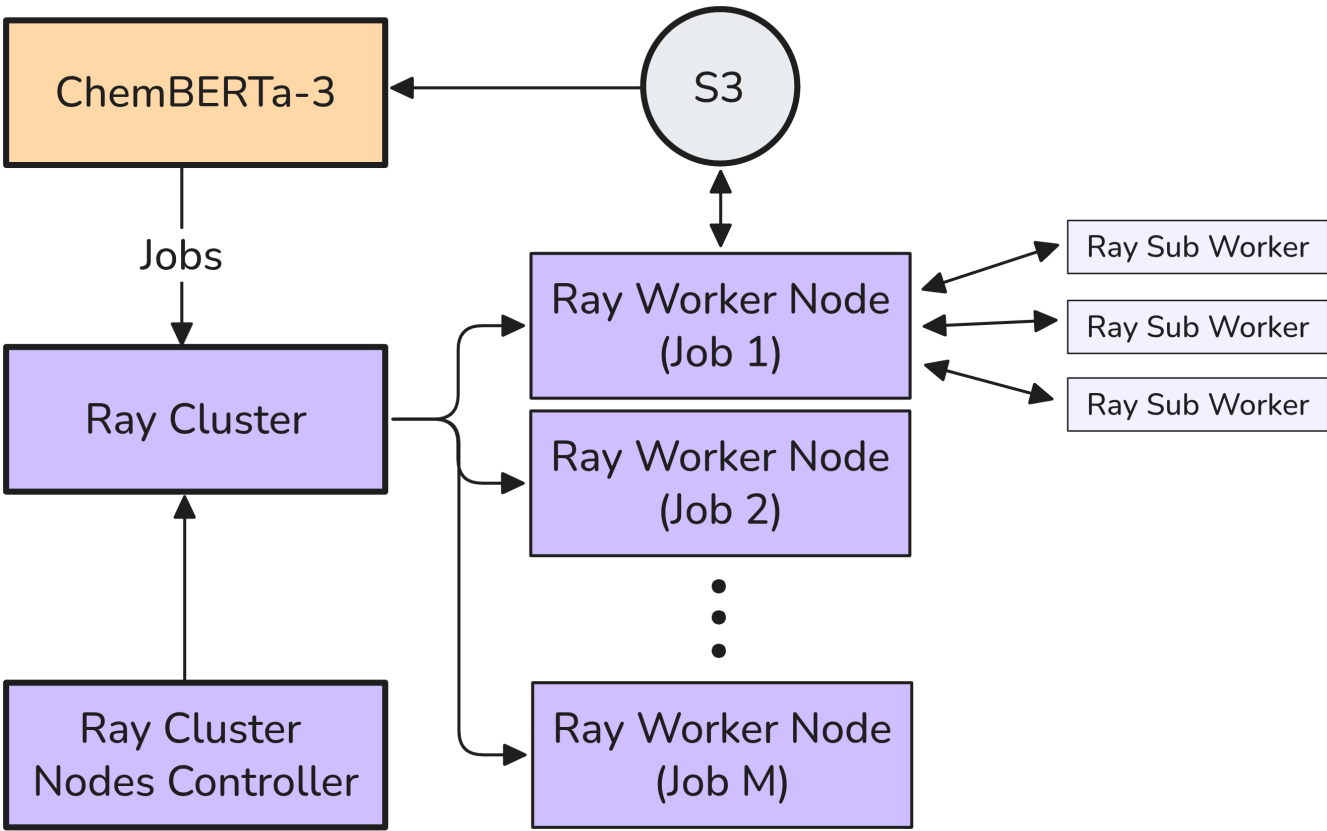 ChemBERTa-3
S3
Jobs
Ray Cluster
Ray Cluster
Nodes Controller
Ray Worker Node
(Job 1)
Ray Worker Node
(Job 2)
Ray Worker Node
(Job M)
Ray Sub Worker
Ray Sub Worker
Ray Sub Worker